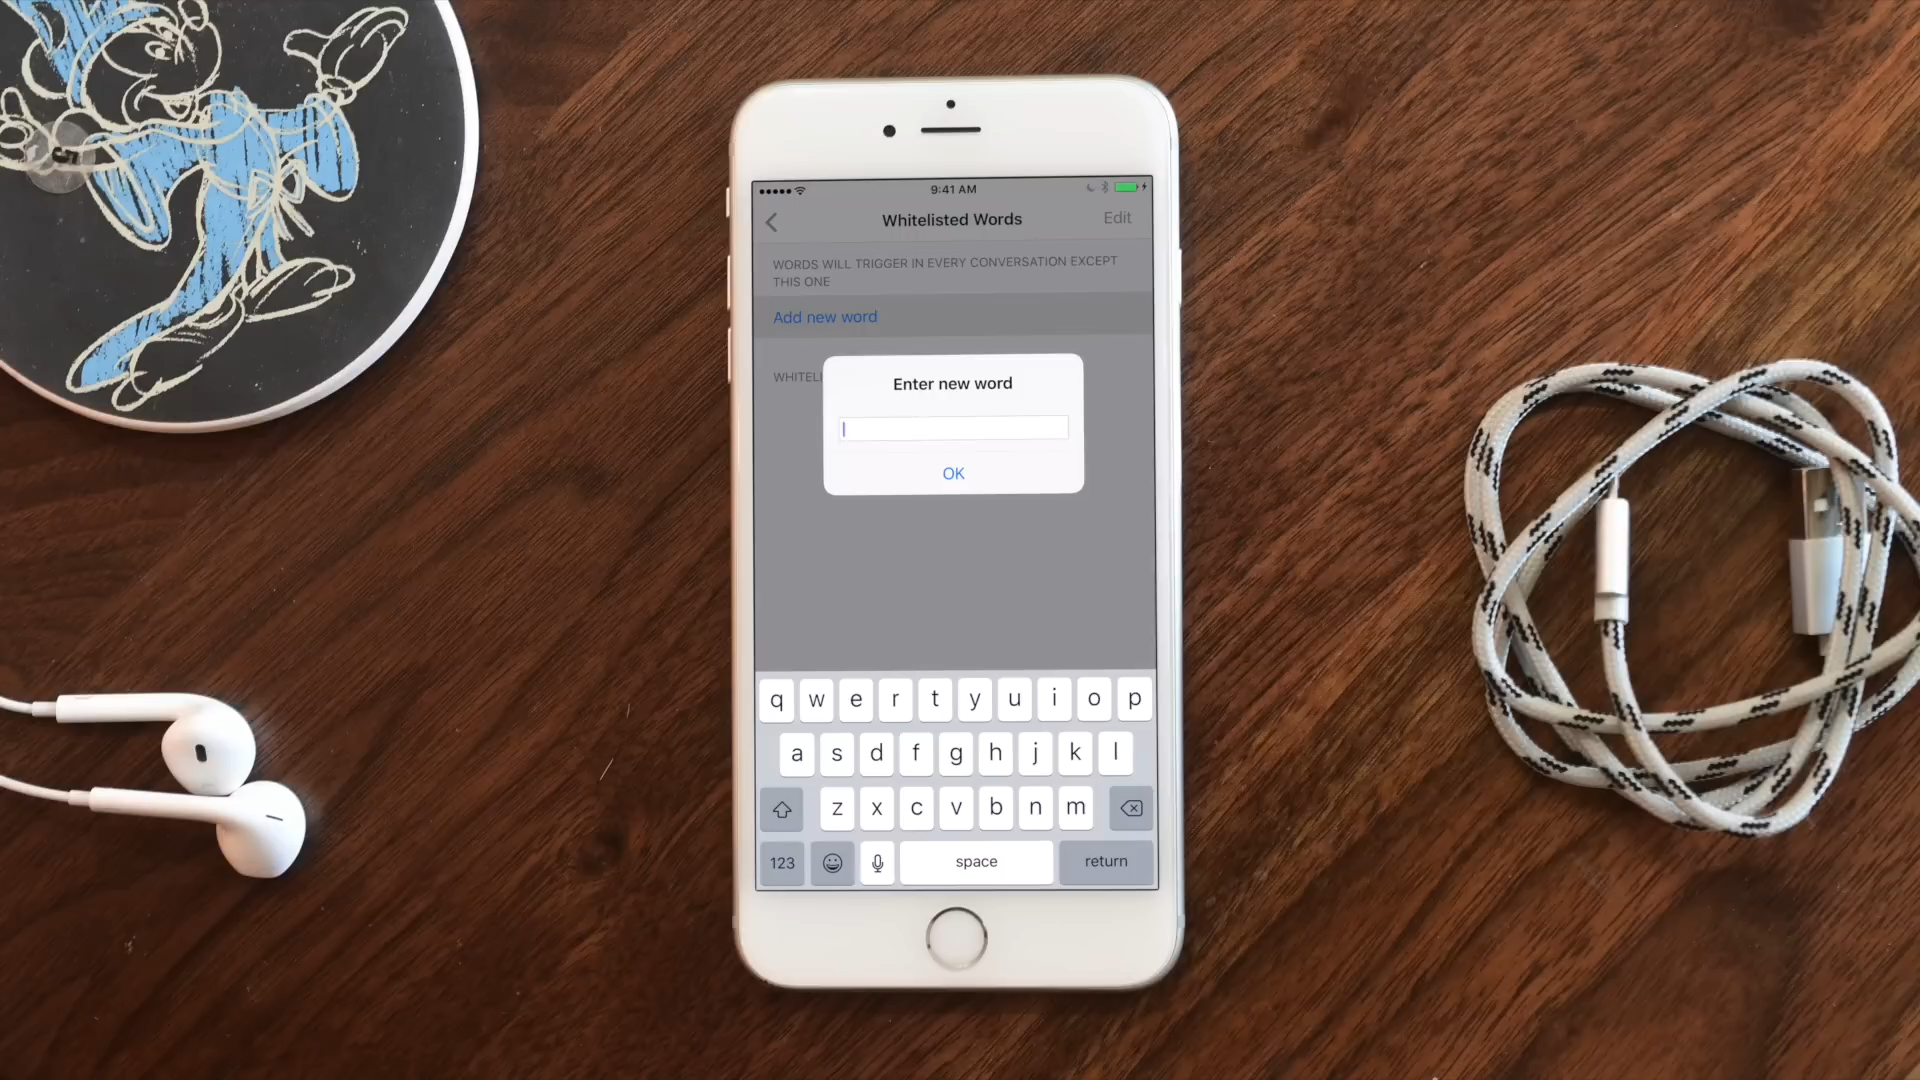 9:41 AM
Whitelisted Words
Edit
WORDS WILL TRIGGER IN EVERY CONVERSATION EXCEPT
THIS ONE
Add new word
WHITELI
Enter new word
OK
q w e r t y u i o p
a s d f g h j k l
z x c v b n m
123 space return